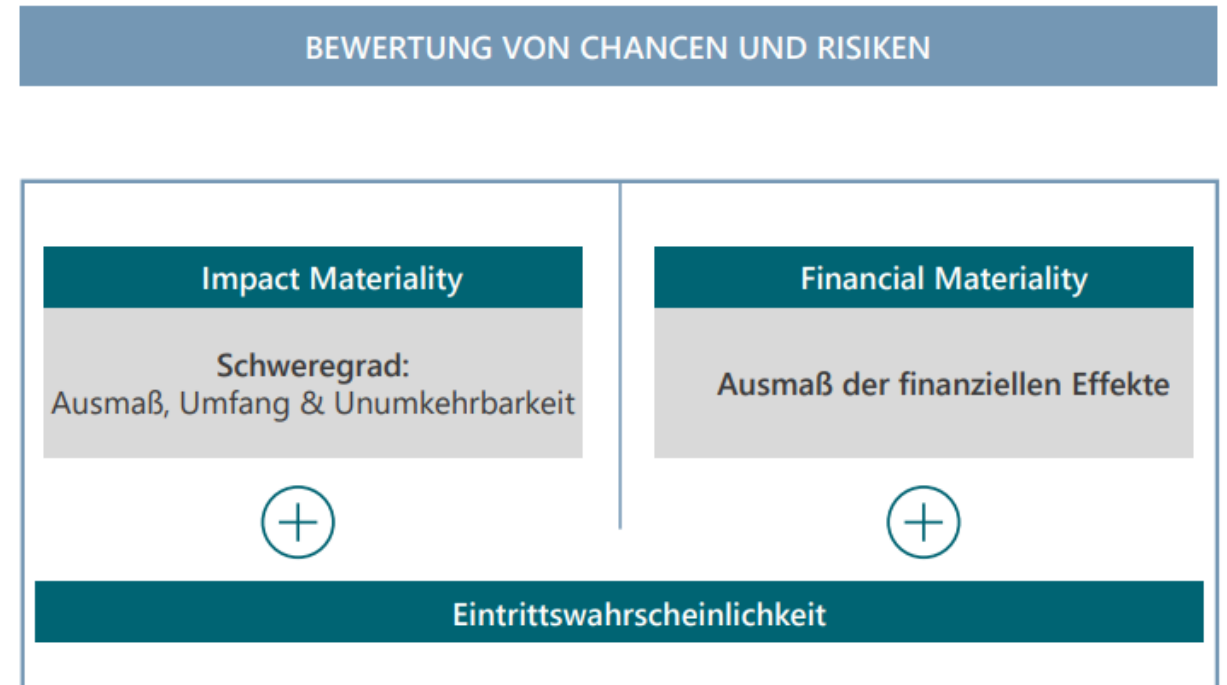 BEWERTUNG VON CHANCEN UND RISIKEN
Impact Materiality
Schweregrad:
Ausmaß, Umfang & Unumkehrbarkeit
Financial Materiality
Ausmaß der finanziellen Effekte
Eintrittswahrscheinlichkeit